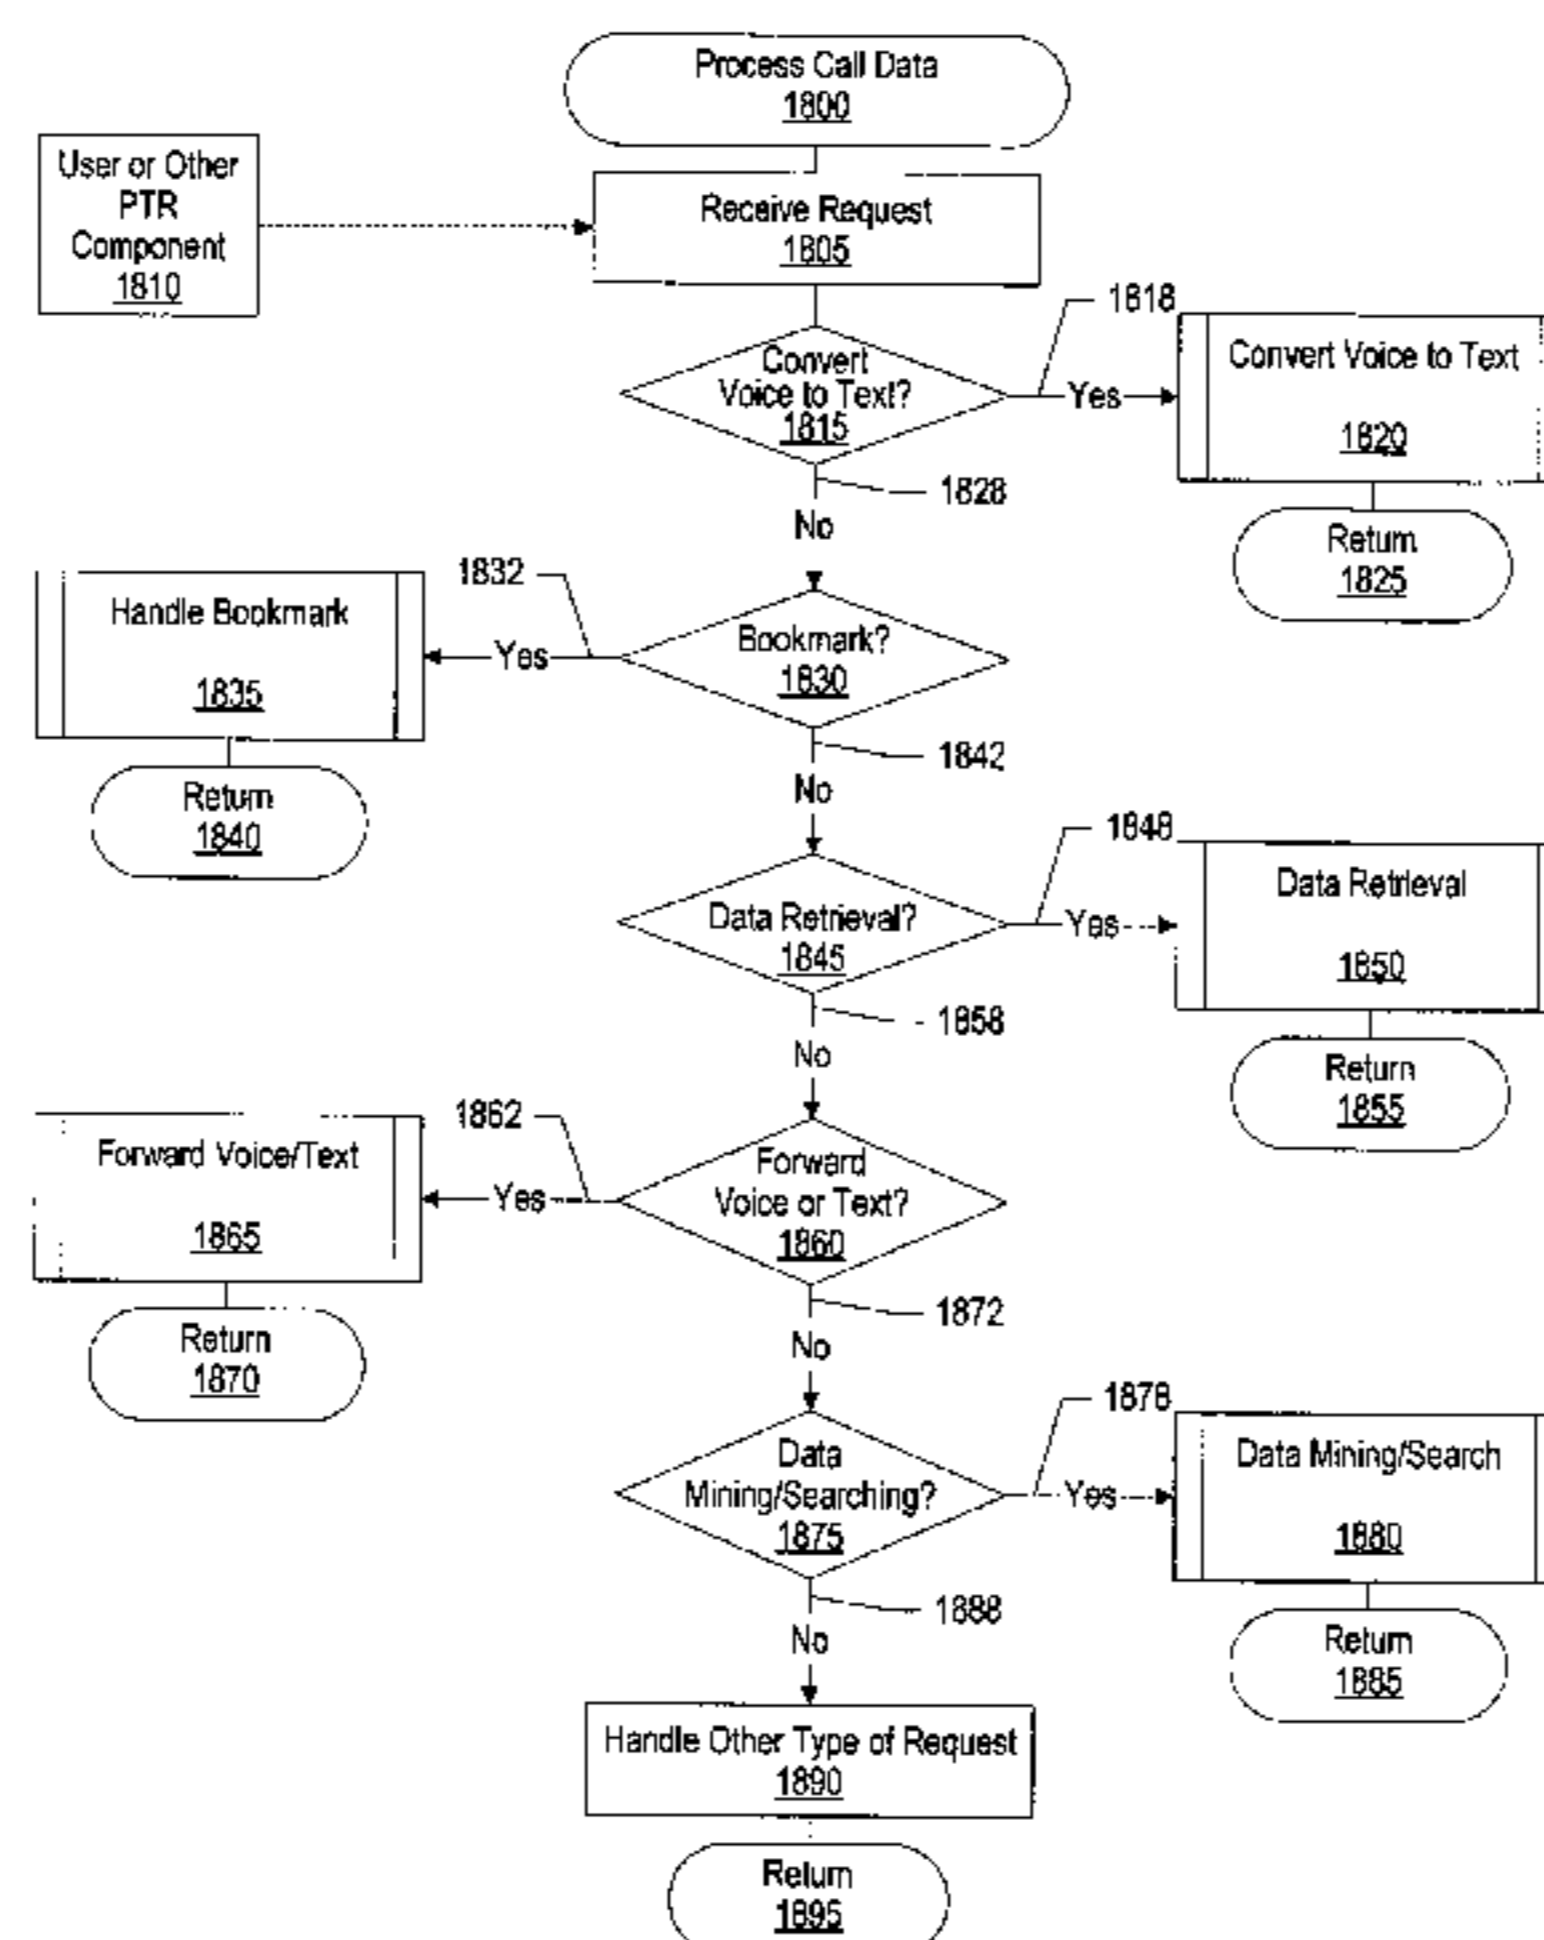 Process Call Data
1800
User or Other
PTR
Component
1810
Receive Request
1805
Convert
Voice to Text?
1815
1818
Yes
Convert Voice to Text
1820
Return
1825
1828
No
Bookmark?
1830
1832
Yes
Handle Bookmark
1835
Return
1840
1842
No
Data Retrieval?
1845
1848
Yes
Data Retrieval
1850
Return
1855
1858
No
Forward
Voice or Text?
1860
1862
Yes
Forward Voice/Text
1865
Return
1870
1872
No
Data
Mining/Searching?
1875
1878
Yes
Data Mining/Search
1880
Return
1885
1888
No
Handle Other Type of Request
1890
Return
1895